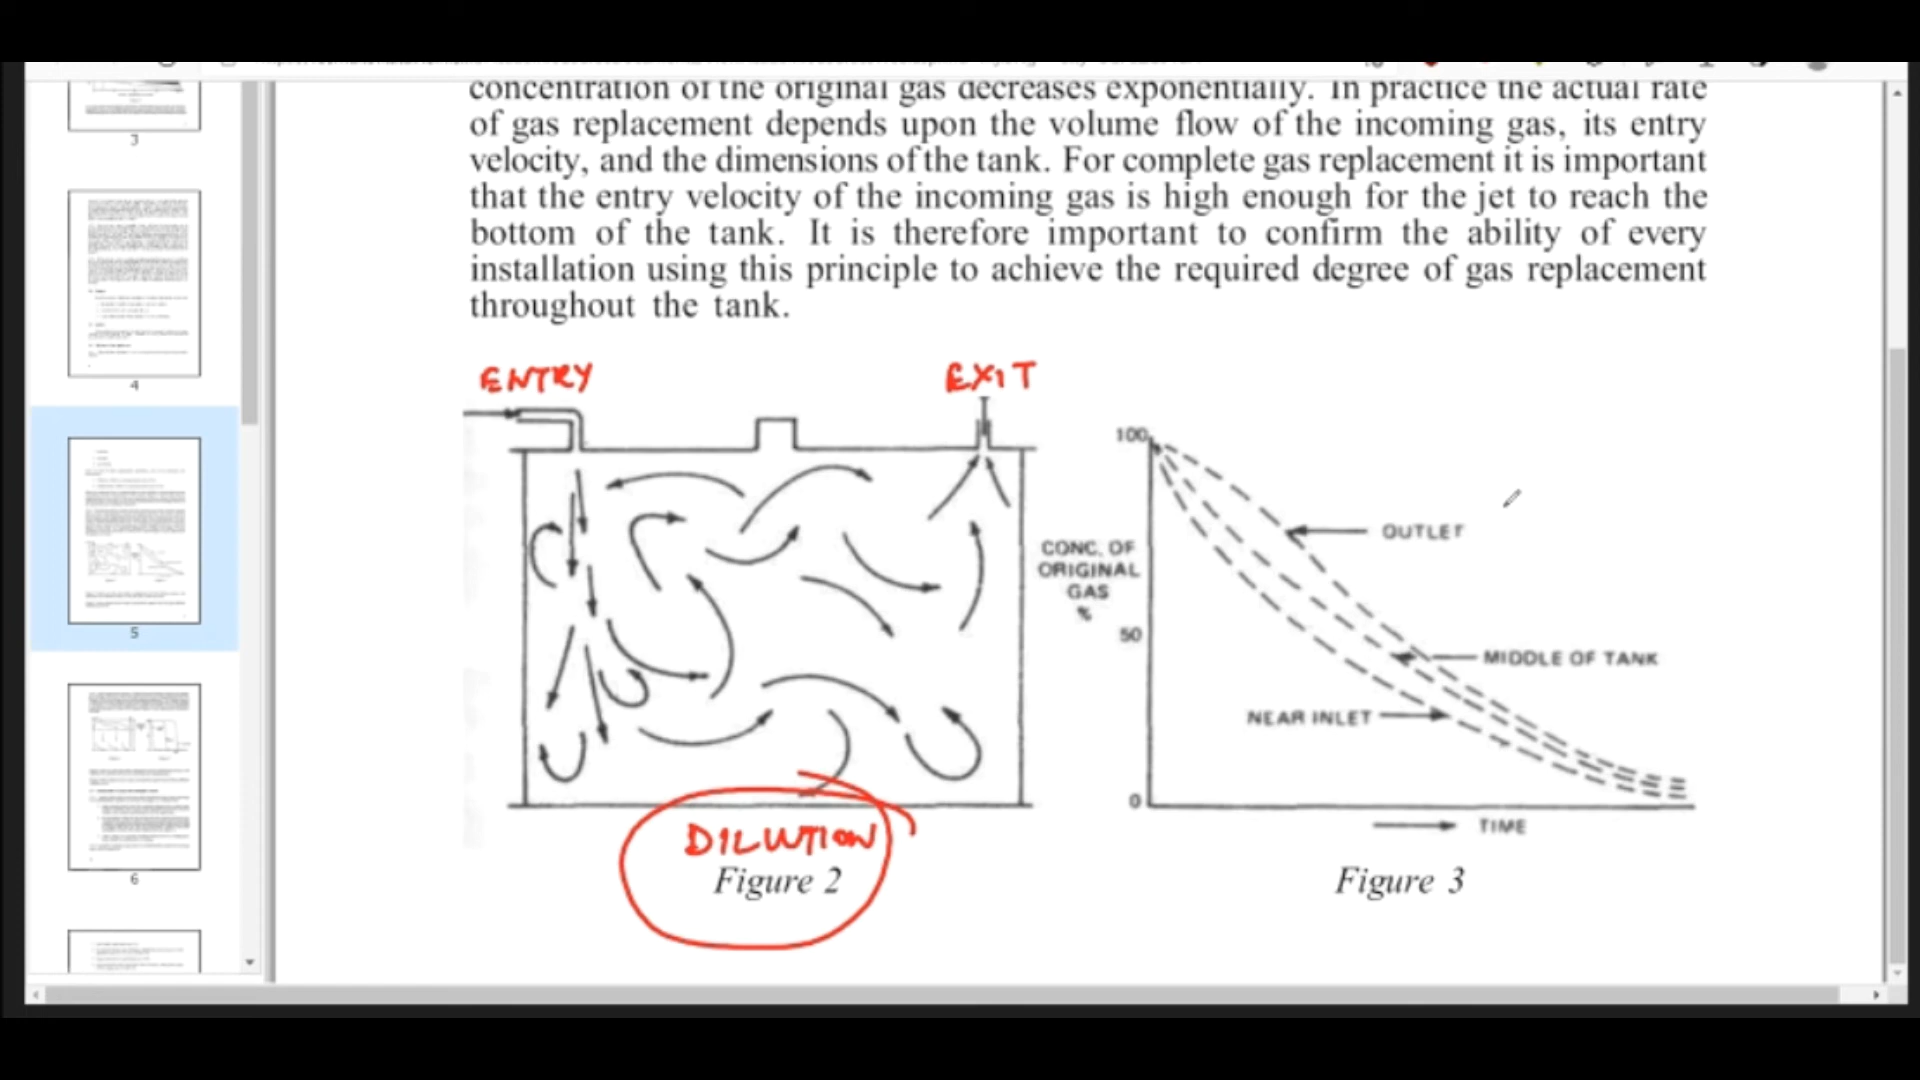 concentration of the original gas decreases exponentially. In practice the actual rate
of gas replacement depends upon the volume flow of the incoming gas, its entry
velocity, and the dimensions of the tank. For complete gas replacement it is important
that the entry velocity of the incoming gas is high enough for the jet to reach the
bottom of the tank. It is therefore important to confirm the ability of every
installation using this principle to achieve the required degree of gas replacement
throughout the tank.
ENTRY
EXIT
DILUTION
Figure 2
100
CONC. OF
ORIGINAL
GAS
%
50
0
OUTLET
MIDDLE OF TANK
NEAR INLET
TIME
Figure 3
3
4
5
6